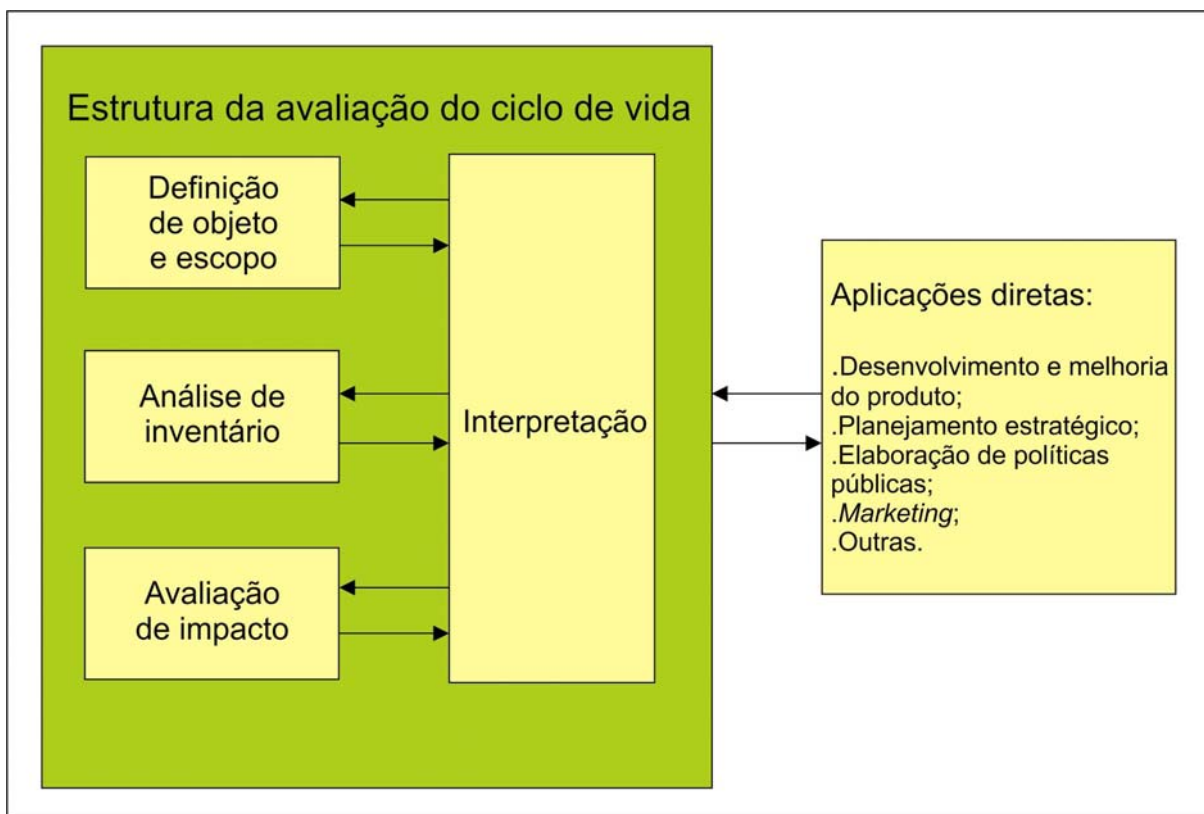 Estrutura da avaliação do ciclo de vida
Definição
de objeto
e escopo
Análise de
inventário
Avaliação
de impacto
Interpretação
Aplicações diretas:
.Desenvolvimento e melhoria
do produto;
.Planejamento estratégico;
.Elaboração de políticas
públicas;
.Marketing;
.Outras.